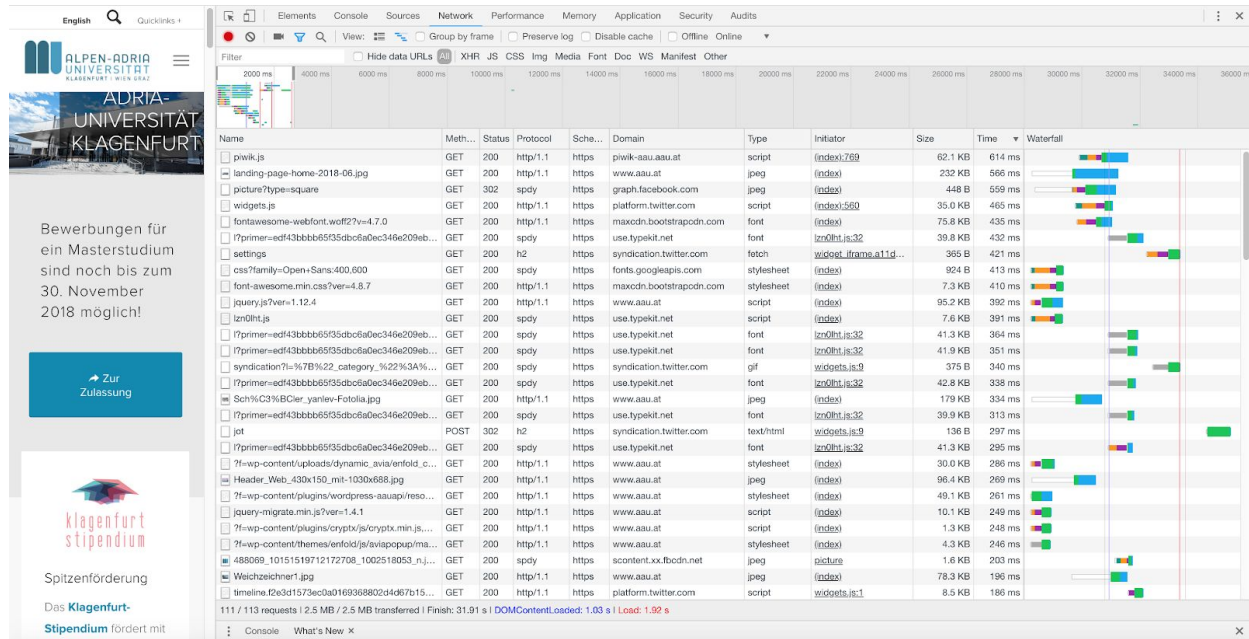 English Quicklinks +
ALPEN-ADRIA
UNIVERSITÄT
KLAGENFURT | WIEN GRAZ
ADRIA-
UNIVERSITÄT
KLAGENFURT
Bewerbungen für
ein Masterstudium
sind noch bis zum
30. November
2018 möglich!
Zur
Zulassung
klagenfurt
stipendium
Spitzenförderung
Das Klagenfurt-
Stipendium fördert mit
Elements Console Sources Network Performance Memory Application Security Audits
View: Group by frame Preserve log Disable cache Offline Online
Filter Hide data URLs All XHR JS CSS Img Media Font Doc WS Manifest Other
2000 ms 4000 ms 6000 ms 8000 ms 10000 ms 12000 ms 14000 ms 16000 ms 18000 ms 20000 ms 22000 ms 24000 ms 26000 ms 28000 ms 30000 ms 32000 ms 34000 ms 36000 m
Name Meth... Status Protocol Sche... Domain Type Initiator Size Time Waterfall
piwik.js GET 200 http/1.1 https piwik-aau.aau.at script (index):769 62.1 KB 614 ms
landing-page-home-2018-06.jpg GET 200 http/1.1 https www.aau.at jpeg (index) 232 KB 566 ms
picture?type=square GET 302 spdy https graph.facebook.com jpeg (index) 448 B 559 ms
widgets.js GET 200 http/1.1 https platform.twitter.com script (index):560 35.0 KB 465 ms
fontawesome-webfont.woff2?v=4.7.0 GET 200 http/1.1 https maxcdn.bootstrapcdn.com font (index) 75.8 KB 435 ms
l?primer=edf43bbbb65f35dbc6a0ec346e209eb... GET 200 spdy https use.typekit.net font lzn0lht.js:32 39.8 KB 432 ms
settings GET 200 h2 https syndication.twitter.com fetch widget_iframe.a11d... 365 B 421 ms
css?family=Open+Sans:400,600 GET 200 spdy https fonts.googleapis.com stylesheet (index) 924 B 413 ms
font-awesome.min.css?ver=4.8.7 GET 200 spdy https maxcdn.bootstrapcdn.com stylesheet (index) 7.3 KB 410 ms
jquery.js?ver=1.12.4 GET 200 http/1.1 https www.aau.at script (index) 95.2 KB 392 ms
lzn0lht.js GET 200 spdy https use.typekit.net script (index) 7.6 KB 391 ms
l?primer=edf43bbbb65f35dbc6a0ec346e209eb... GET 200 spdy https use.typekit.net font lzn0lht.js:32 41.3 KB 364 ms
l?primer=edf43bbbb65f35dbc6a0ec346e209eb... GET 200 spdy https use.typekit.net font lzn0lht.js:32 41.9 KB 351 ms
syndication?l=%7B%22_category_%22%3A%... GET 200 spdy https syndication.twitter.com gif widgets.js:9 375 B 340 ms
l?primer=edf43bbbb65f35dbc6a0ec346e209eb... GET 200 spdy https use.typekit.net font lzn0lht.js:32 42.8 KB 338 ms
Sch%C3%BCler_yanlev-Fotolia.jpg GET 200 http/1.1 https www.aau.at jpeg (index) 179 KB 334 ms
l?primer=edf43bbbb65f35dbc6a0ec346e209eb... GET 200 spdy https use.typekit.net font lzn0lht.js:32 39.9 KB 313 ms
jot POST 302 h2 https syndication.twitter.com text/html widgets.js:9 136 B 297 ms
l?primer=edf43bbbb65f35dbc6a0ec346e209eb... GET 200 spdy https use.typekit.net font lzn0lht.js:32 41.3 KB 295 ms
?f=wp-content/uploads/dynamic_avia/enfold_c... GET 200 http/1.1 https www.aau.at stylesheet (index) 30.0 KB 286 ms
Header_Web_430x150_mit-1030x688.jpg GET 200 http/1.1 https www.aau.at jpeg (index) 96.4 KB 269 ms
?f=wp-content/plugins/wordpress-aauapi/reso... GET 200 http/1.1 https www.aau.at stylesheet (index) 49.1 KB 261 ms
jquery-migrate.min.js?ver=1.4.1 GET 200 http/1.1 https www.aau.at script (index) 10.1 KB 249 ms
?f=wp-content/plugins/cryptx/js/cryptx.min.js,... GET 200 http/1.1 https www.aau.at script (index) 1.3 KB 248 ms
?f=wp-content/themes/enfold/js/aviapopup/ma... GET 200 http/1.1 https www.aau.at stylesheet (index) 4.3 KB 246 ms
488069_10151519712172708_1002518053_n.j... GET 200 spdy https scontent.xx.fbcdn.net jpeg picture 1.6 KB 203 ms
Weichzeichner1.jpg GET 200 http/1.1 https www.aau.at jpeg (index) 78.3 KB 196 ms
timeline.f2e3d1573ec0a0169368802d4d67b15... GET 200 http/1.1 https platform.twitter.com script widgets.js:1 8.5 KB 186 ms
111 / 113 requests | 2.5 MB / 2.5 MB transferred | Finish: 31.91 s | DOMContentLoaded: 1.03 s | Load: 1.92 s
Console What's New ×